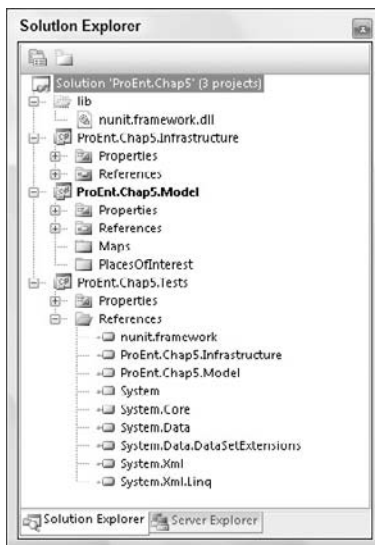 Solution Explorer
Solution 'ProEnt.Chap5' (3 projects)
lib
nunit.framework.dll
ProEnt.Chap5.Infrastructure
Properties
References
ProEnt.Chap5.Model
Properties
References
Maps
PlacesOfInterest
ProEnt.Chap5.Tests
Properties
References
nunit.framework
ProEnt.Chap5.Infrastructure
ProEnt.Chap5.Model
System
System.Core
System.Data
System.Data.DataSetExtensions
System.Xml
System.Xml.Linq
Solution Explorer Server Explorer